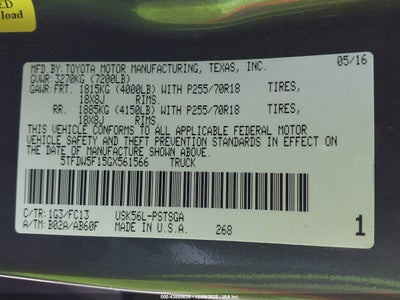 ED
load
MFD.BY:TOYOTA MOTOR MANUFACTURING, TEXAS, INC. 05/16
GVWR: 3270KG (7200LB)
GAWR: FRT. 1815KG (4000LB) WITH P255/70R18 TIRES,
18X8J RIMS.
RR. 1885KG (4150LB) WITH P255/70R18 TIRES,
18X8J RIMS.
THIS VEHICLE CONFORMS TO ALL APPLICABLE FEDERAL MOTOR
VEHICLE SAFETY AND THEFT PREVENTION STANDARDS IN EFFECT
ON THE DATE OF MANUFACTURE SHOWN ABOVE.
5TFDW5F15GX561566 TRUCK
C/TR: 1G3/FC13 USK56L-PSTSGA
A/TM: B02A/AB60F MADE IN U.S.A. 268 1